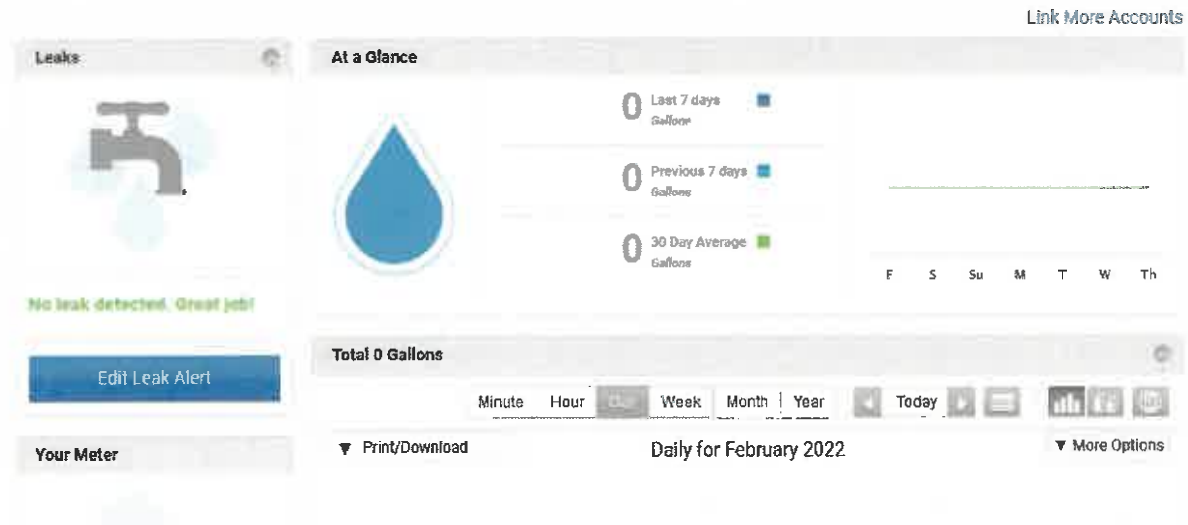 Link More Accounts
Leaks
At a Glance
0 Last 7 days
Gallons
0 Previous 7 days
Gallons
0 30 Day Average
Gallons
F S Su M T W Th
No leak detected. Great job!
Edit Leak Alert
Total 0 Gallons
Minute Hour Day Week Month Year Today
Your Meter
▼ Print/Download
Daily for February 2022
▼ More Options